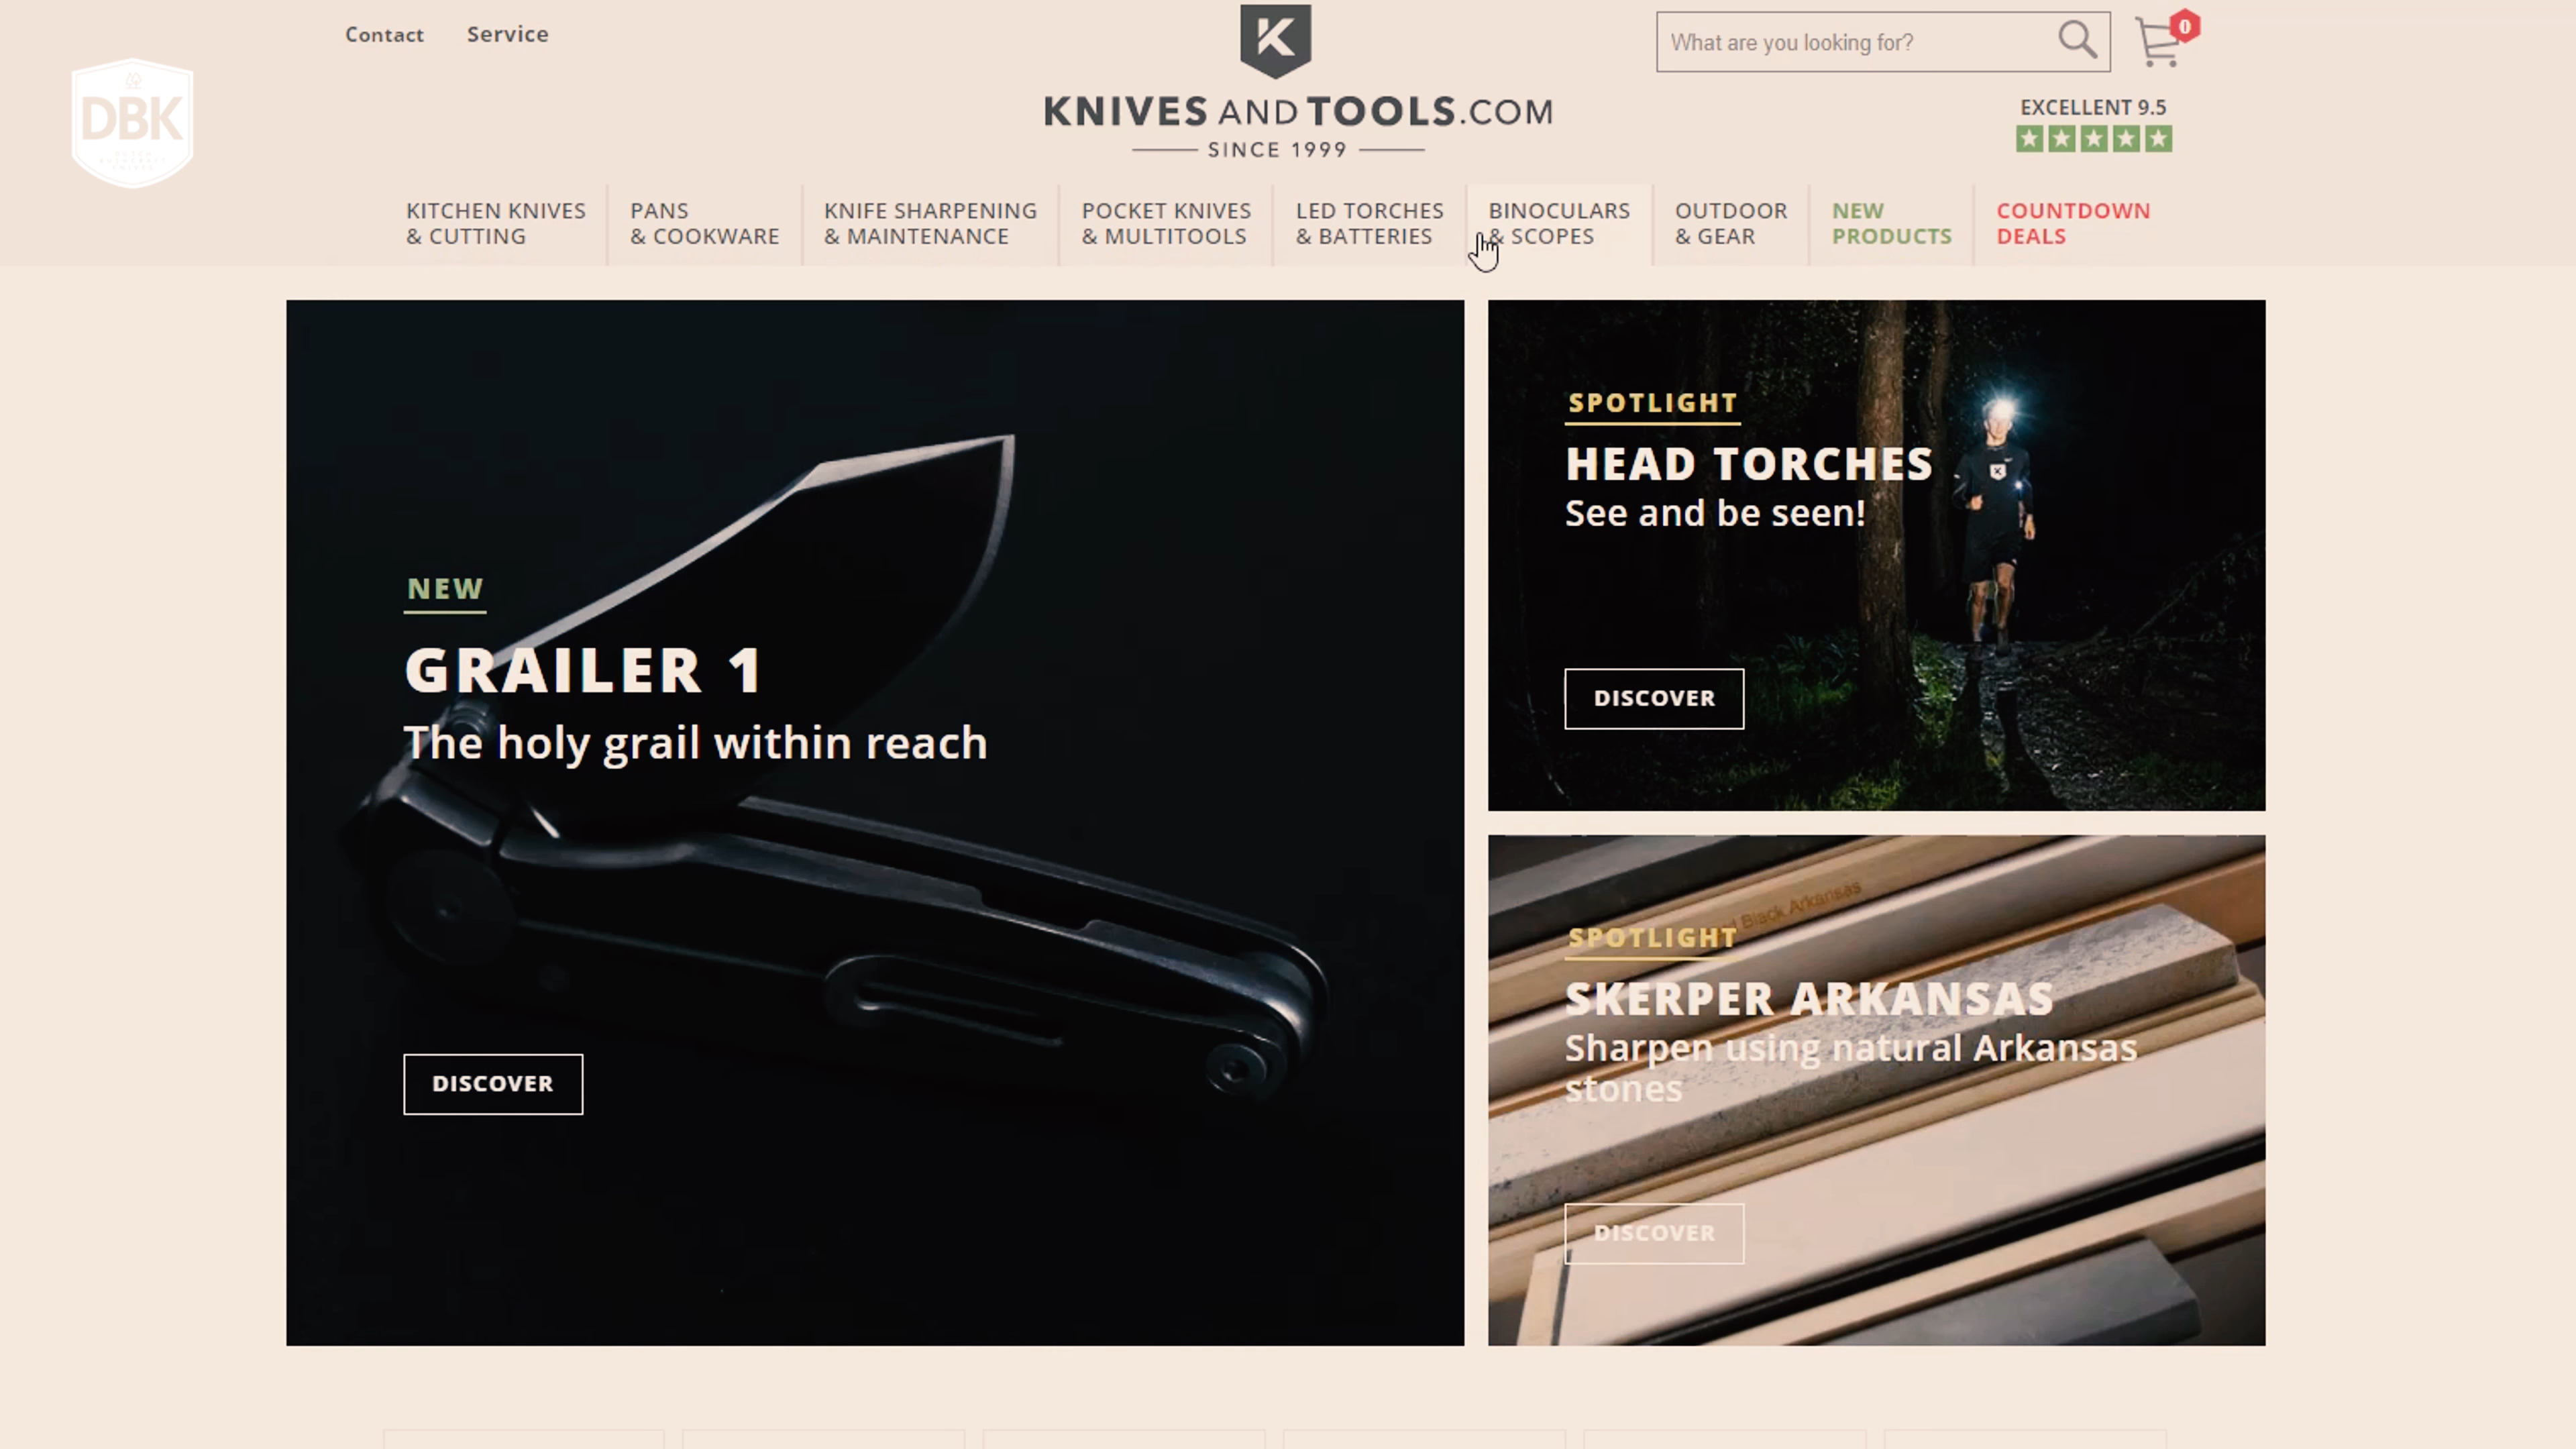 Contact
Service
K
KNIVES AND TOOLS.COM
SINCE 1999
What are you looking for?
0
EXCELLENT 9.5
DBK
KITCHEN KNIVES
& CUTTING
PANS
& COOKWARE
KNIFE SHARPENING
& MAINTENANCE
POCKET KNIVES
& MULTITOOLS
LED TORCHES
& BATTERIES
BINOCULARS
& SCOPES
OUTDOOR
& GEAR
NEW
PRODUCTS
COUNTDOWN
DEALS
NEW
GRAILER 1
The holy grail within reach
DISCOVER
SPOTLIGHT
HEAD TORCHES
See and be seen!
DISCOVER
Black Arkansas
SPOTLIGHT
SKERPER ARKANSAS
Sharpen using natural Arkansas
stones
DISCOVER